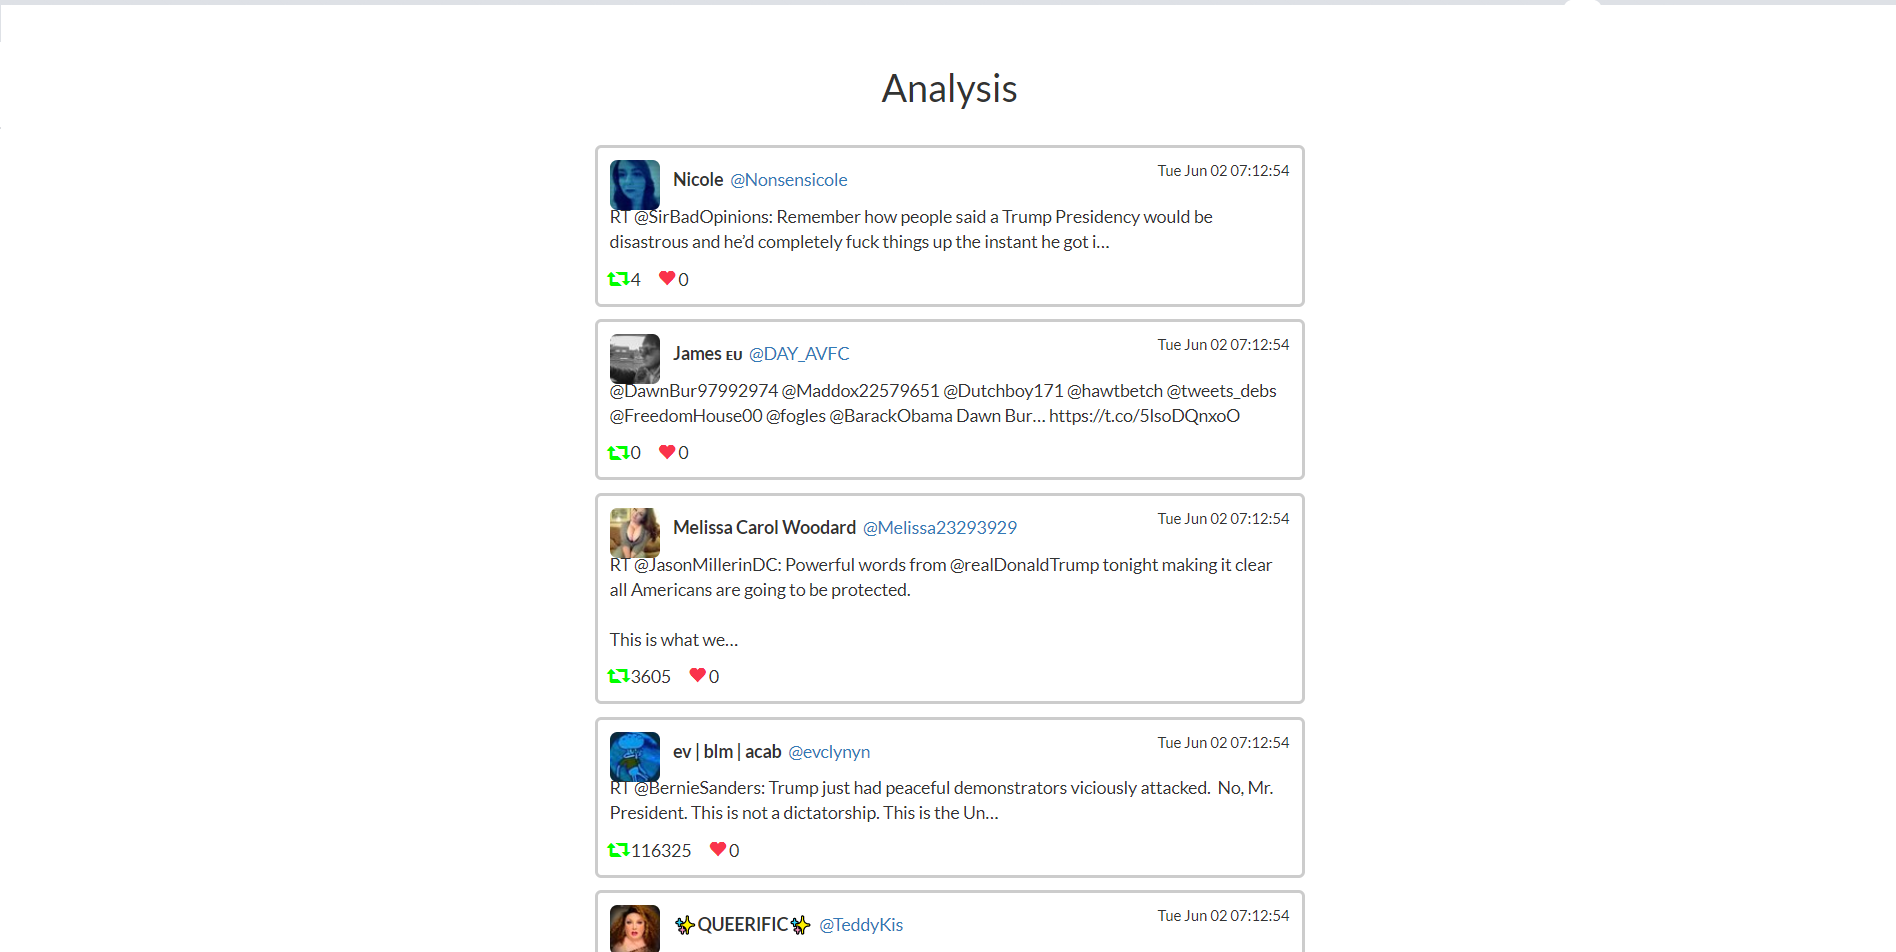 Analysis
Nicole @Nonsensicole
Tue Jun 02 07:12:54
RT @SirBadOpinions: Remember how people said a Trump Presidency would be
disastrous and he’d completely fuck things up the instant he got i…
4 0
James EU @DAY_AVFC
Tue Jun 02 07:12:54
@DawnBur97992974 @Maddox22579651 @Dutchboy171 @hawtbetch @tweets_debs
@FreedomHouse00 @fogles @BarackObama Dawn Bur… https://t.co/5lsoDQnxoO
0 0
Melissa Carol Woodard @Melissa23293929
Tue Jun 02 07:12:54
RT @JasonMillerinDC: Powerful words from @realDonaldTrump tonight making it clear
all Americans are going to be protected.
This is what we…
3605 0
ev | blm | acab @evclynyn
Tue Jun 02 07:12:54
RT @BernieSanders: Trump just had peaceful demonstrators viciously attacked.  No, Mr.
President. This is not a dictatorship. This is the Un…
116325 0
✨QUEERIFIC✨ @TeddyKis
Tue Jun 02 07:12:54